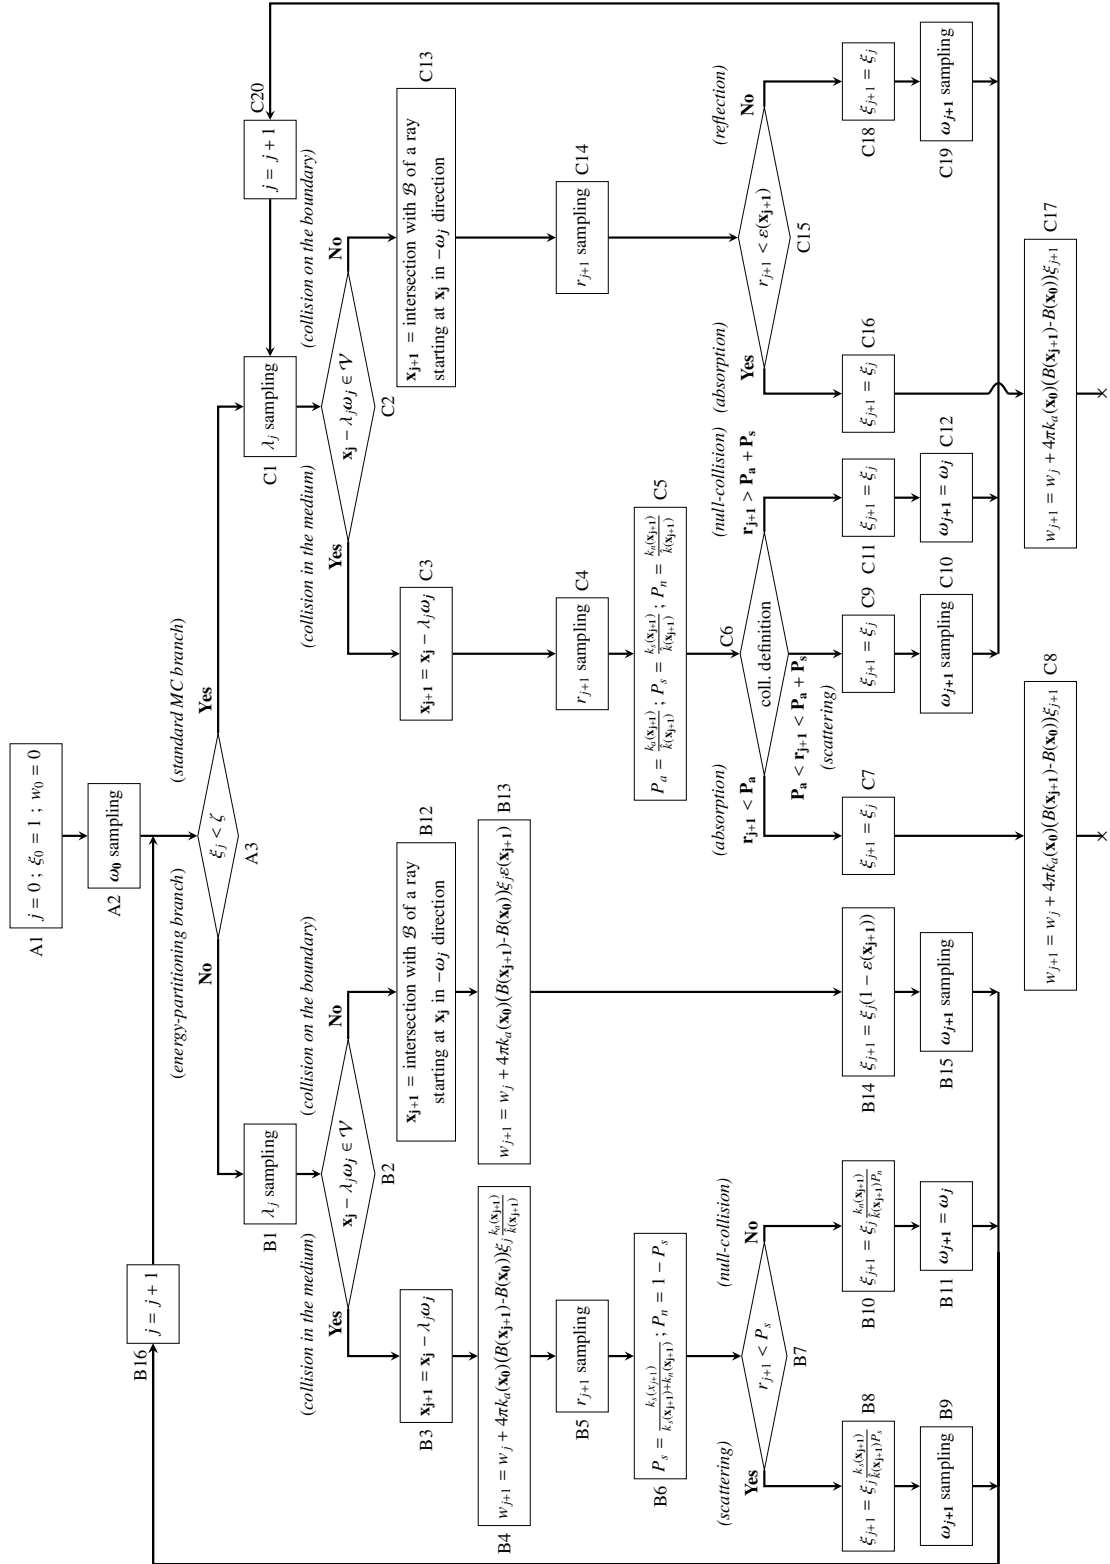 A1
j = 0 ; ξ₀ = 1 ; w₀ = 0
A2
ω₀ sampling
A3
ξⱼ < ζ
(energy-partitioning branch)
No
(standard MC branch)
Yes
B16
j = j + 1
B1
λⱼ sampling
B2
xⱼ − λⱼωⱼ ∈ 𝒱
(collision in the medium)
Yes
(collision on the boundary)
No
B3
xⱼ₊₁ = xⱼ − λⱼωⱼ
B4
wⱼ₊₁ = wⱼ + 4πkₐ(x₀)(B(xⱼ₊₁)-B(x₀))ξⱼ kₐ(xⱼ₊₁)/k̂(xⱼ₊₁)
B5
rⱼ₊₁ sampling
B6
Pₛ = kₛ(xⱼ₊₁)/(kₛ(xⱼ₊₁)+kₙ(xⱼ₊₁)) ; Pₙ = 1 − Pₛ
B7
rⱼ₊₁ < Pₛ
(scattering)
Yes
(null-collision)
No
B8
ξⱼ₊₁ = ξⱼ kₛ(xⱼ₊₁)/(k̂(xⱼ₊₁)Pₛ)
B9
ωⱼ₊₁ sampling
B10
ξⱼ₊₁ = ξⱼ kₙ(xⱼ₊₁)/(k̂(xⱼ₊₁)Pₙ)
B11
ωⱼ₊₁ = ωⱼ
B12
xⱼ₊₁ = intersection with ℬ of a ray
starting at xⱼ in −ωⱼ direction
B13
wⱼ₊₁ = wⱼ + 4πkₐ(x₀)(B(xⱼ₊₁)-B(x₀))ξⱼε(xⱼ₊₁)
B14
ξⱼ₊₁ = ξⱼ(1 − ε(xⱼ₊₁))
B15
ωⱼ₊₁ sampling
C20
j = j + 1
C1
λⱼ sampling
C2
xⱼ − λⱼωⱼ ∈ 𝒱
(collision in the medium)
Yes
(collision on the boundary)
No
C3
xⱼ₊₁ = xⱼ − λⱼωⱼ
C4
rⱼ₊₁ sampling
C5
Pₐ = kₐ(xⱼ₊₁)/k̂(xⱼ₊₁) ; Pₛ = kₛ(xⱼ₊₁)/k̂(xⱼ₊₁) ; Pₙ = kₙ(xⱼ₊₁)/k̂(xⱼ₊₁)
C6
coll. definition
(absorption)
rⱼ₊₁ < Pₐ
Pₐ < rⱼ₊₁ < Pₐ + Pₛ
(scattering)
(null-collision)
rⱼ₊₁ > Pₐ + Pₛ
C7
ξⱼ₊₁ = ξⱼ
C8
wⱼ₊₁ = wⱼ + 4πkₐ(x₀)(B(xⱼ₊₁)-B(x₀))ξⱼ₊₁
C9
ξⱼ₊₁ = ξⱼ
C10
ωⱼ₊₁ sampling
C11
ξⱼ₊₁ = ξⱼ
C12
ωⱼ₊₁ = ωⱼ
C13
xⱼ₊₁ = intersection with ℬ of a ray
starting at xⱼ in −ωⱼ direction
C14
rⱼ₊₁ sampling
C15
rⱼ₊₁ < ε(xⱼ₊₁)
(absorption)
Yes
(reflection)
No
C16
ξⱼ₊₁ = ξⱼ
C17
wⱼ₊₁ = wⱼ + 4πkₐ(x₀)(B(xⱼ₊₁)-B(x₀))ξⱼ₊₁
C18
ξⱼ₊₁ = ξⱼ
C19
ωⱼ₊₁ sampling